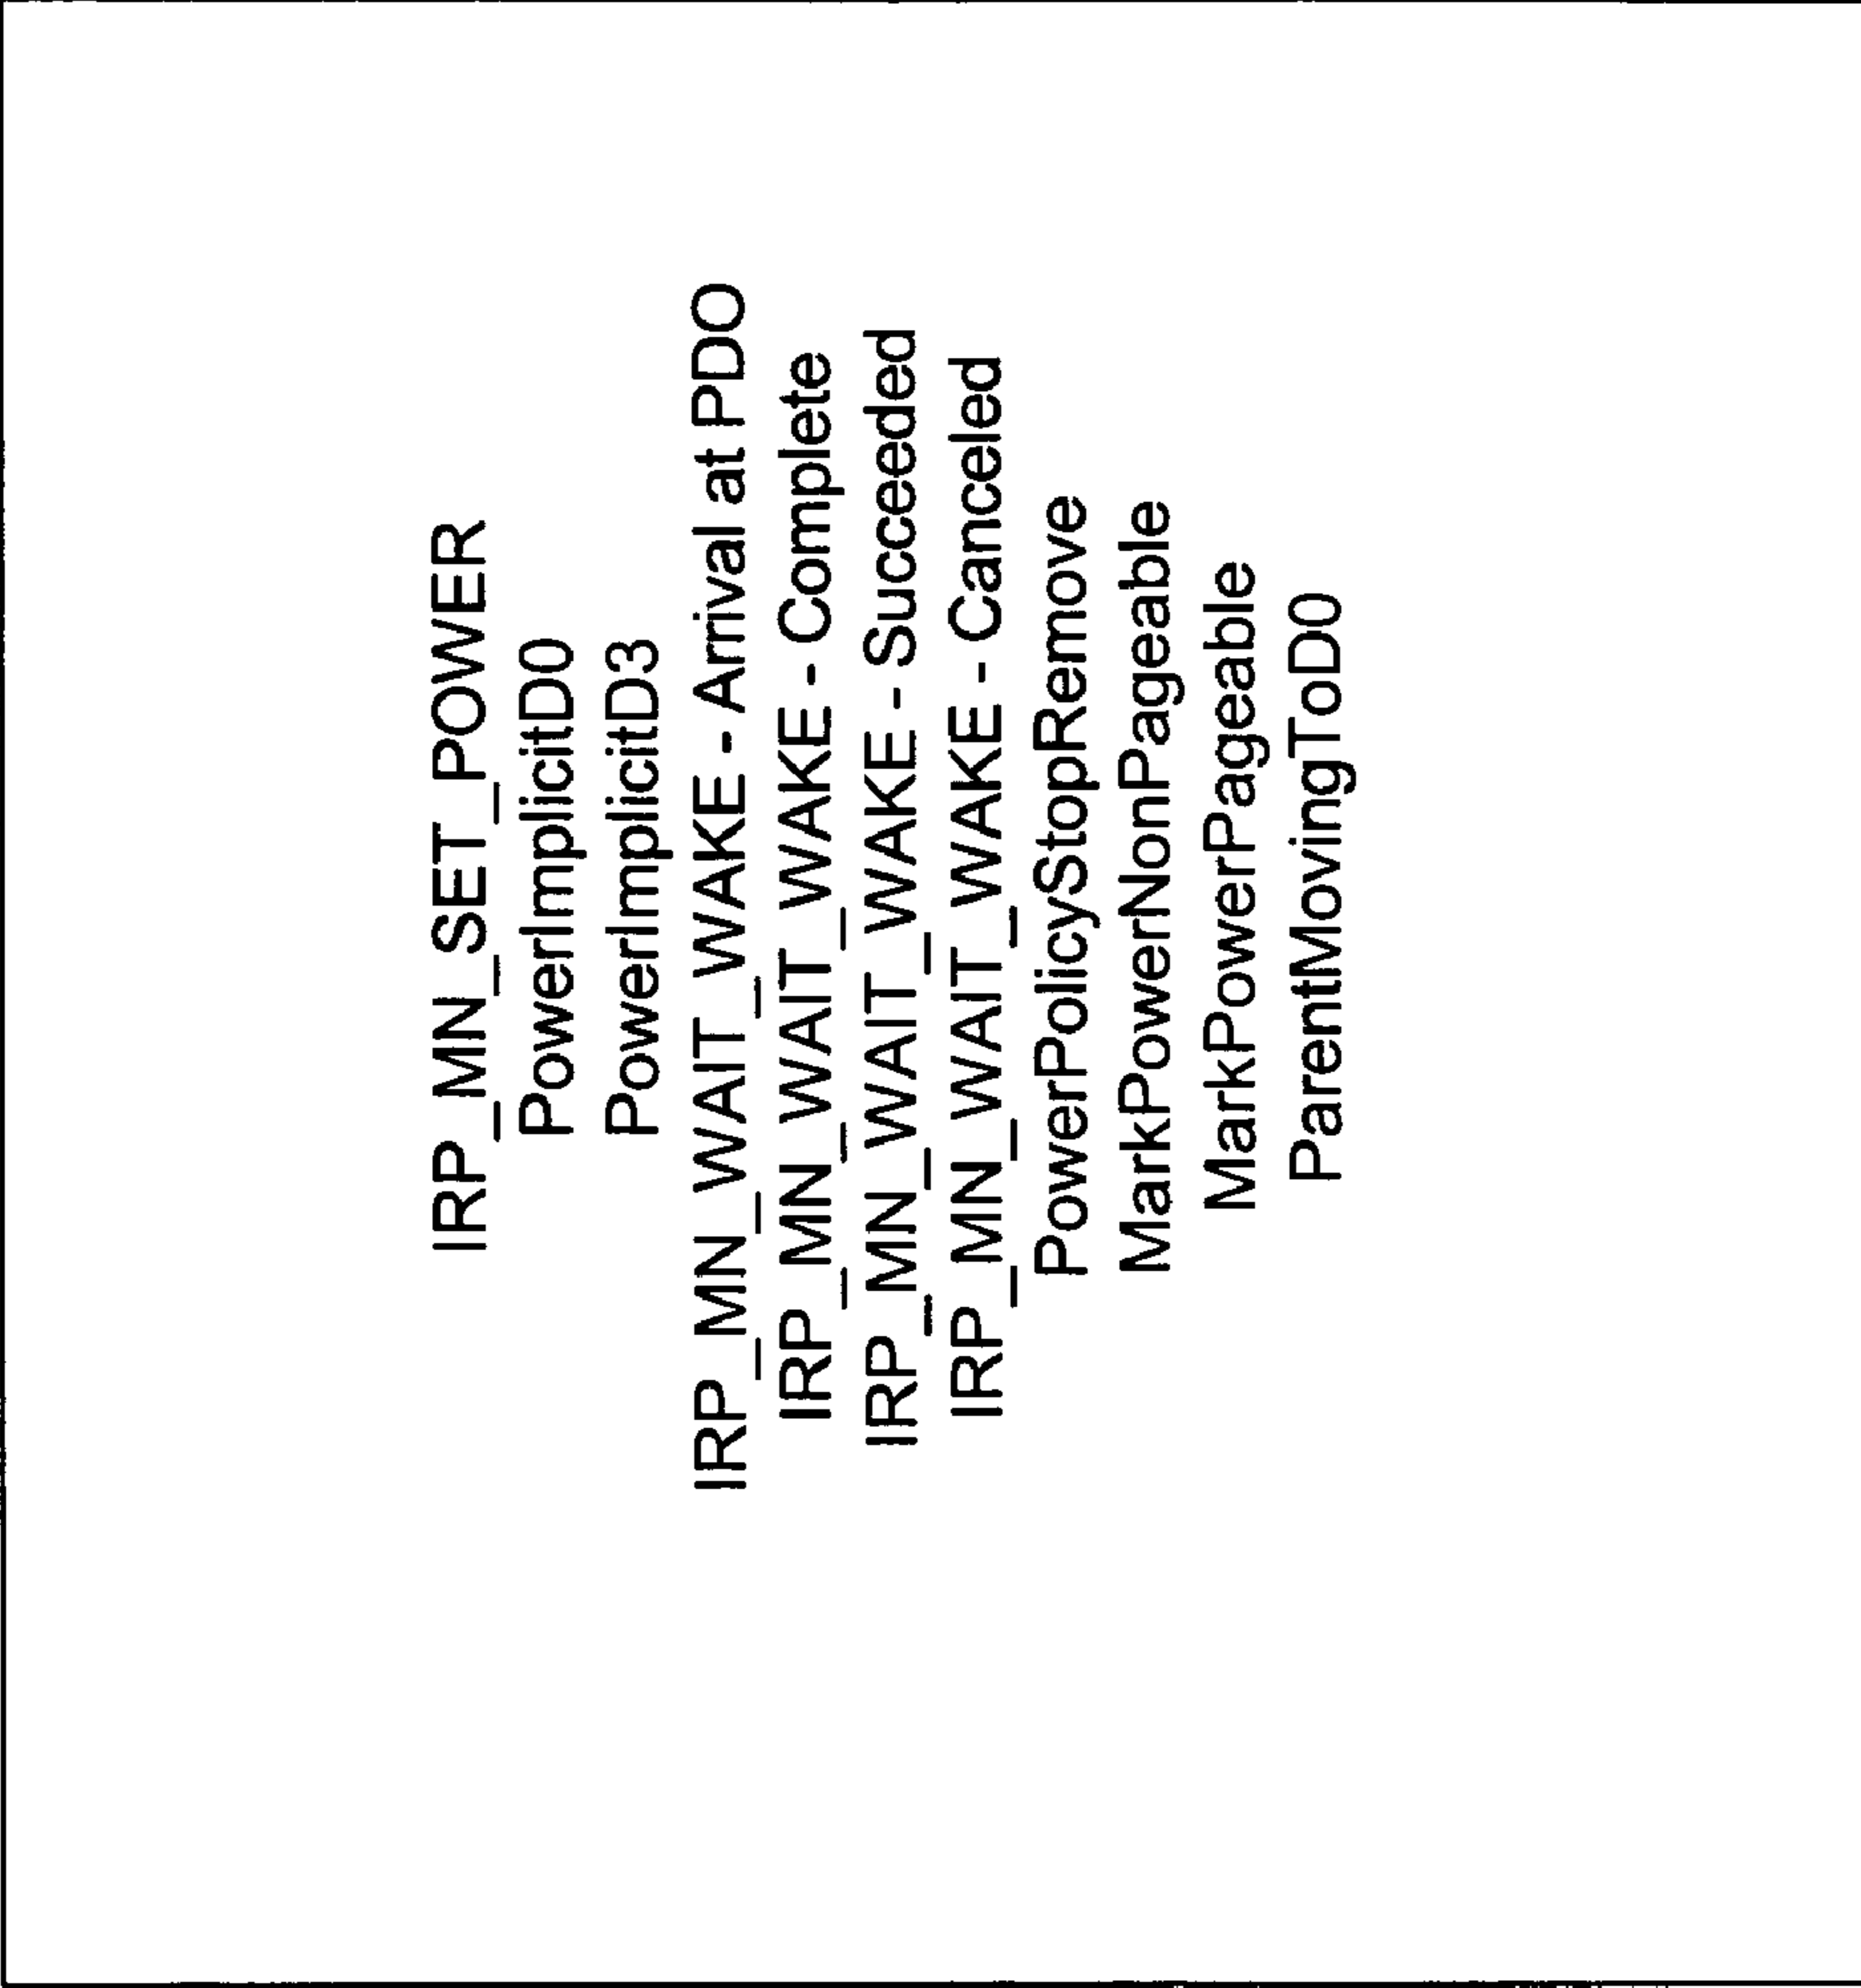 IRP_MN_SET_POWER
PowerImplicitD0
PowerImplicitD3
IRP_MN_WAIT_WAKE - Arrival at PDO
IRP_MN_WAIT_WAKE - Complete
IRP_MN_WAIT_WAKE - Succeeded
IRP_MN_WAIT_WAKE - Canceled
PowerPolicyStopRemove
MarkPowerNonPageable
MarkPowerPageable
ParentMovingToD0